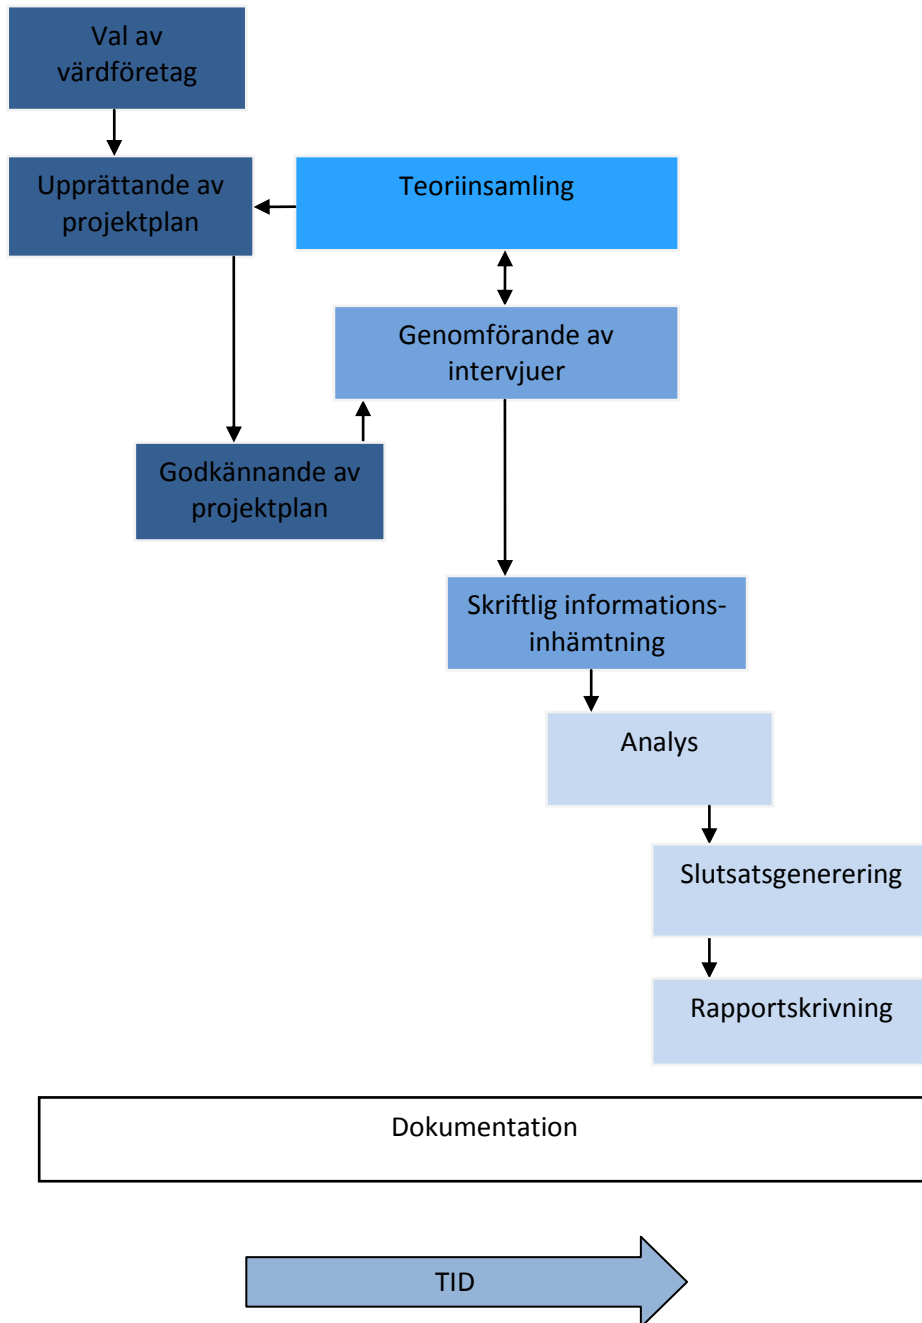 Val av
värdföretag
Upprättande av
projektplan
Teoriinsamling
Genomförande av
intervjuer
Godkännande av
projektplan
Skriftlig informations-
inhämtning
Analys
Slutsatsgenerering
Rapportskrivning
Dokumentation
TID